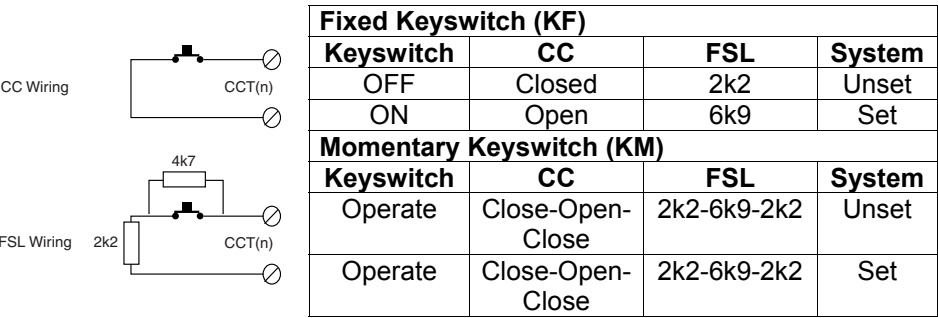 CC Wiring
CCT(n)
4k7
FSL Wiring
2k2
CCT(n)
Fixed Keyswitch (KF)
Keyswitch CC FSL System
OFF Closed 2k2 Unset
ON Open 6k9 Set
Momentary Keyswitch (KM)
Keyswitch CC FSL System
Operate Close-Open- 2k2-6k9-2k2 Unset
Close
Operate Close-Open- 2k2-6k9-2k2 Set
Close